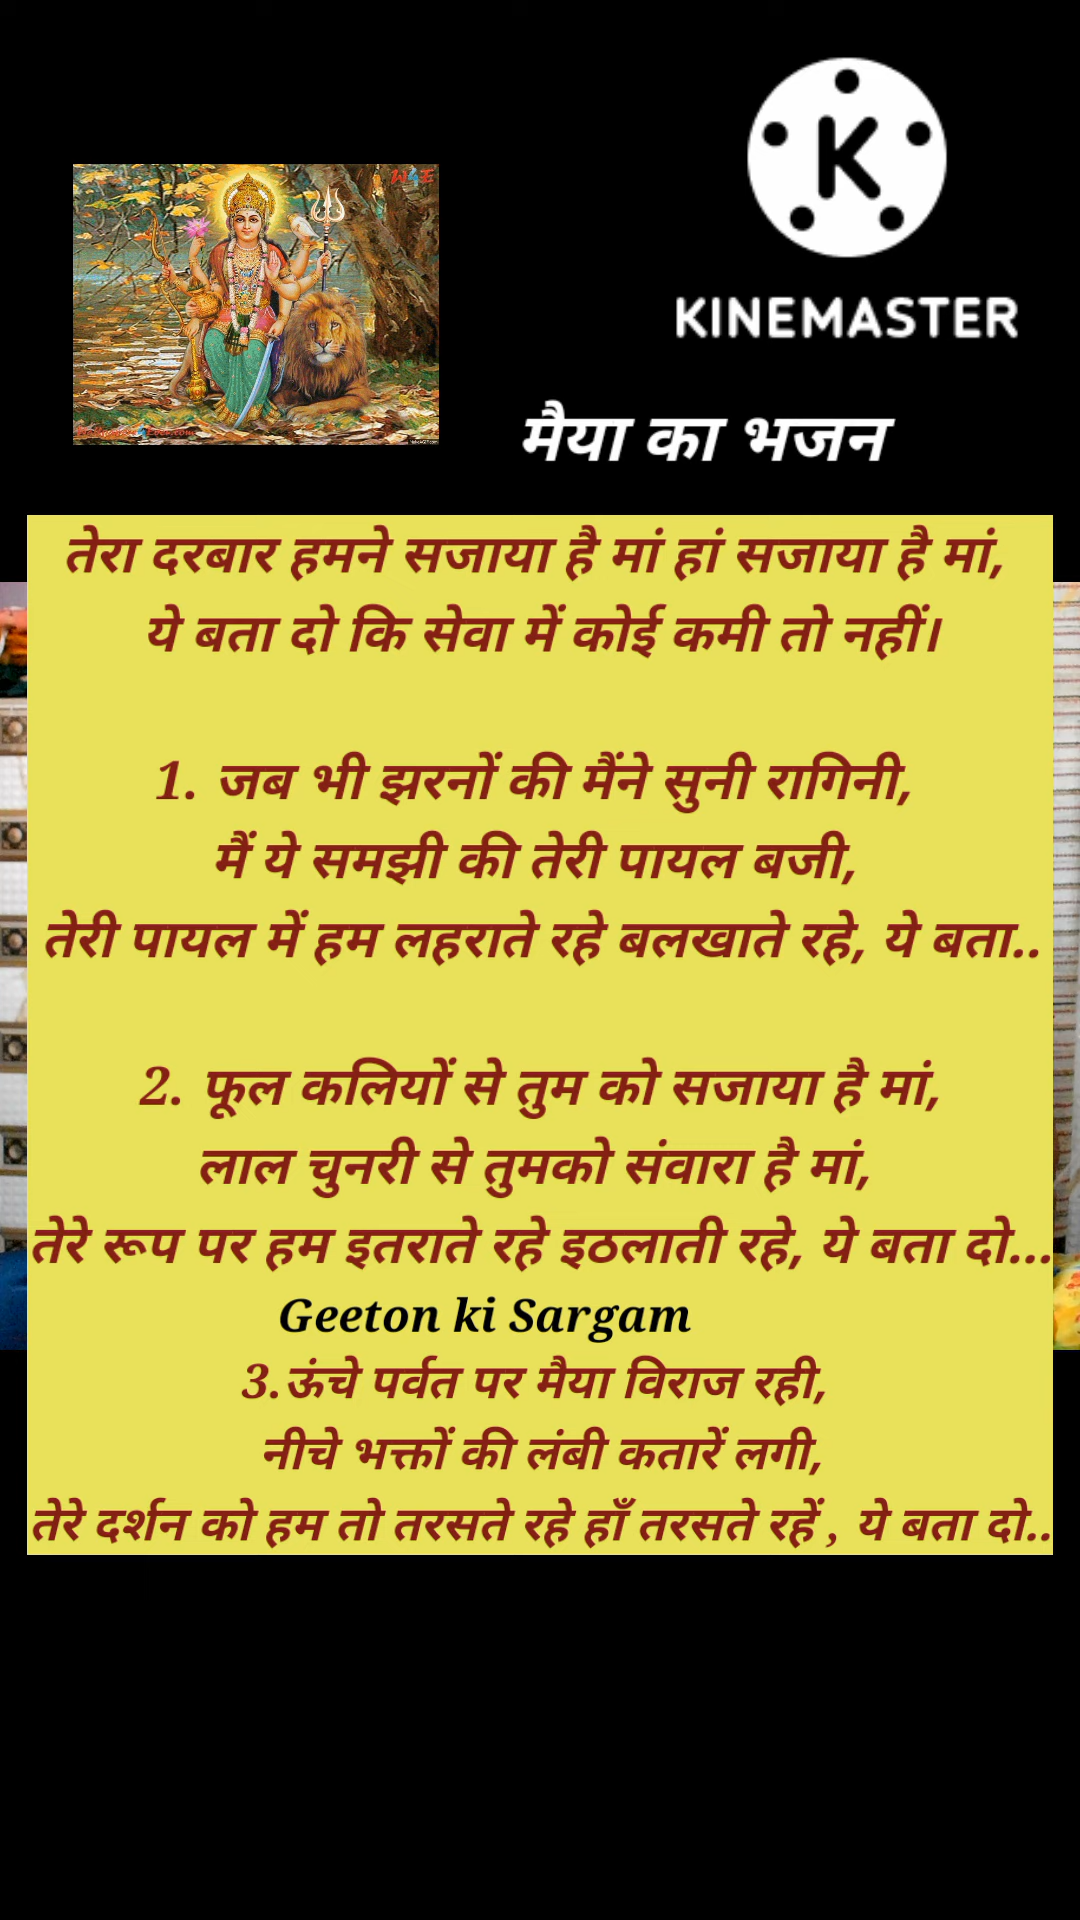 K
KINEMASTER
मैया का भजन
तेरा दरबार हमने सजाया है मां हां सजाया है मां,
ये बता दो कि सेवा में कोई कमी तो नहीं।
1. जब भी झरनों की मैंने सुनी रागिनी,
मैं ये समझी की तेरी पायल बजी,
तेरी पायल में हम लहराते रहे बलखाते रहे, ये बता..
2. फूल कलियों से तुम को सजाया है मां,
लाल चुनरी से तुमको संवारा है मां,
तेरे रूप पर हम इतराते रहे इठलाती रहे, ये बता दो...
Geeton ki Sargam
3.ऊंचे पर्वत पर मैया विराज रही,
नीचे भक्तों की लंबी कतारें लगी,
तेरे दर्शन को हम तो तरसते रहे हाँ तरसते रहें , ये बता दो..